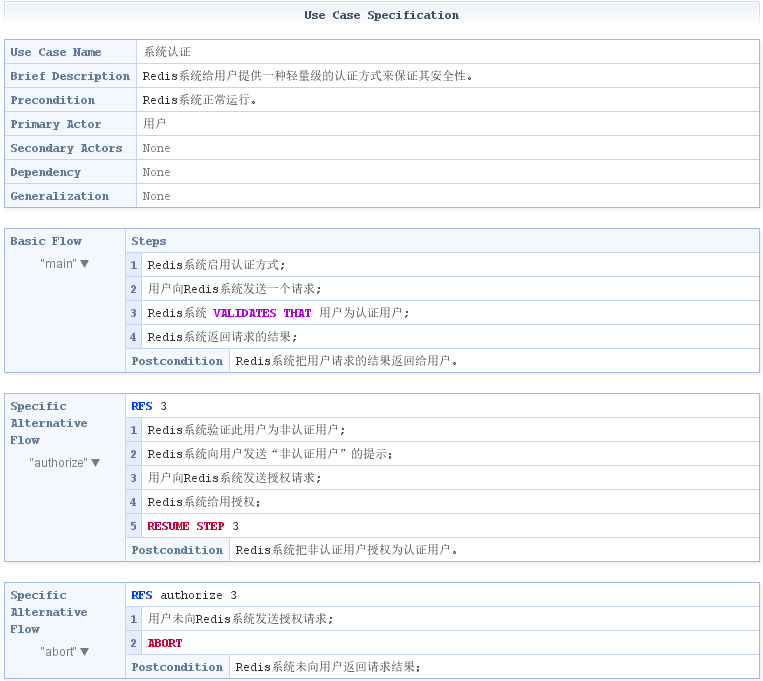 Use Case Specification
Use Case Name 系统认证
Brief Description Redis系统给用户提供一种轻量级的认证方式来保证其安全性。
Precondition Redis系统正常运行。
Primary Actor 用户
Secondary Actors None
Dependency None
Generalization None
Basic Flow Steps
"main" ▼
1 Redis系统启用认证方式;
2 用户向Redis系统发送一个请求;
3 Redis系统 VALIDATES THAT 用户为认证用户;
4 Redis系统返回请求的结果;
Postcondition Redis系统把用户请求的结果返回给用户。
Specific Alternative Flow
"authorize" ▼
RFS 3
1 Redis系统验证此用户为非认证用户;
2 Redis系统向用户发送“非认证用户”的提示;
3 用户向Redis系统发送授权请求;
4 Redis系统给用授权;
5 RESUME STEP 3
Postcondition Redis系统把非认证用户授权为认证用户。
Specific Alternative Flow
"abort" ▼
RFS authorize 3
1 用户未向Redis系统发送授权请求;
2 ABORT
Postcondition Redis系统未向用户返回请求结果;